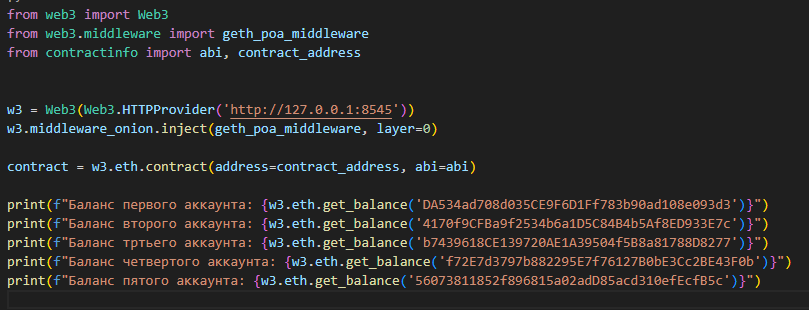 from web3 import Web3
from web3.middleware import geth_poa_middleware
from contractinfo import abi, contract_address
w3 = Web3(Web3.HTTPProvider('http://127.0.0.1:8545'))
w3.middleware_onion.inject(geth_poa_middleware, layer=0)
contract = w3.eth.contract(address=contract_address, abi=abi)
print(f"Баланс первого аккаунта: {w3.eth.get_balance('DA534ad708d035CE9F6D1Ff783b90ad108e093d3')}")
print(f"Баланс второго аккаунта: {w3.eth.get_balance('4170f9CFBa9f2534b6a1D5C84B4b5Af8ED933E7c')}")
print(f"Баланс тртьего аккаунта: {w3.eth.get_balance('b7439618CE139720AE1A39504f5B8a81788D8277')}")
print(f"Баланс четвертого аккаунта: {w3.eth.get_balance('f72E7d3797b882295E7f76127B0bE3Cc2BE43F0b')}")
print(f"Баланс пятого аккаунта: {w3.eth.get_balance('56073811852f896815a02adD85acd310efEcfB5c')}")